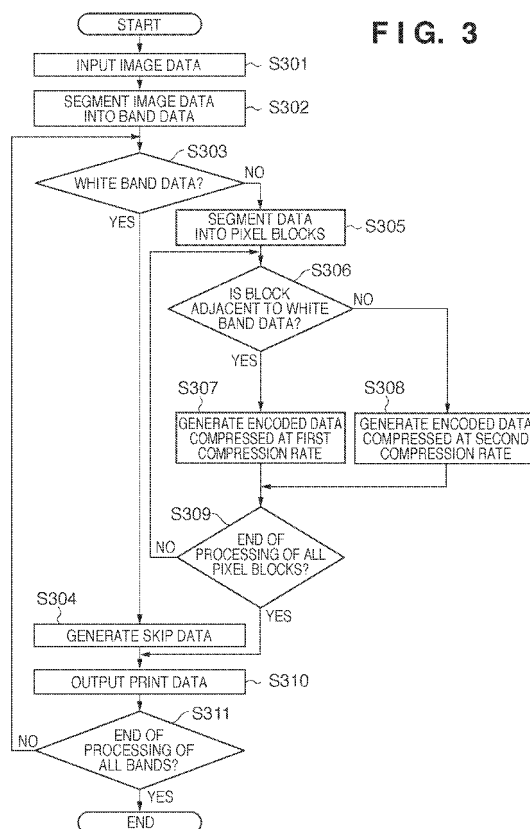 FIG. 3
START
INPUT IMAGE DATA
S301
SEGMENT IMAGE DATA
INTO BAND DATA
S302
S303
WHITE BAND DATA?
NO
YES
SEGMENT DATA
INTO PIXEL BLOCKS
S305
S306
IS BLOCK
ADJACENT TO WHITE
BAND DATA?
NO
YES
S307
GENERATE ENCODED DATA
COMPRESSED AT FIRST
COMPRESSION RATE
S308
GENERATE ENCODED DATA
COMPRESSED AT SECOND
COMPRESSION RATE
S309
END OF
PROCESSING OF ALL
PIXEL BLOCKS?
NO
YES
S304
GENERATE SKIP DATA
OUTPUT PRINT DATA
S310
S311
END OF
PROCESSING OF
ALL BANDS?
NO
YES
END